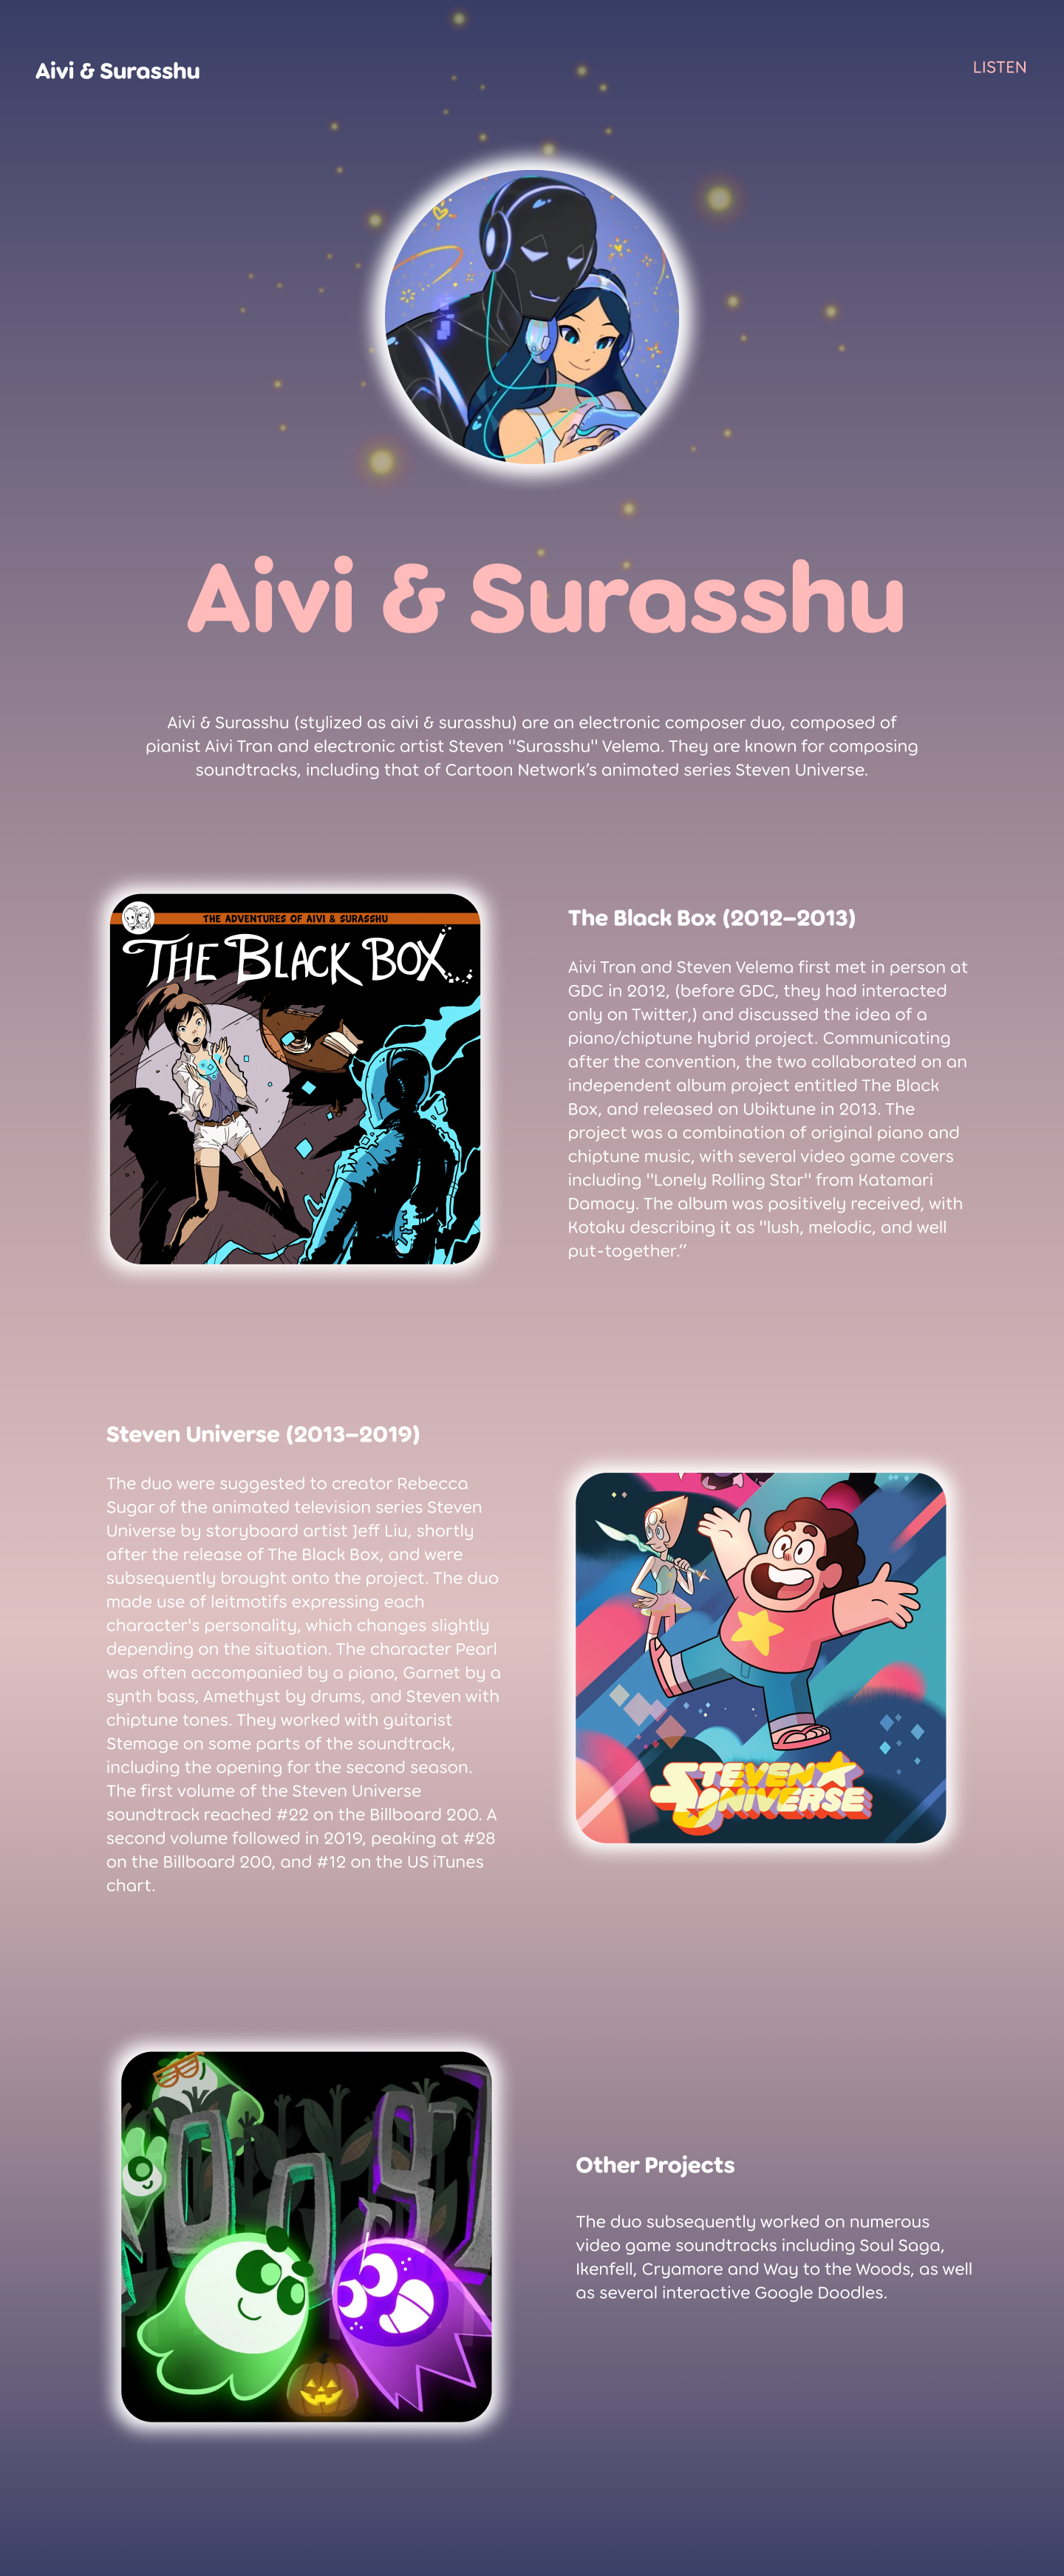 Aivi & Surasshu
LISTEN
Aivi & Surasshu
Aivi & Surasshu (stylized as aivi & surasshu) are an electronic composer duo, composed of
pianist Aivi Tran and electronic artist Steven "Surasshu" Velema. They are known for composing
soundtracks, including that of Cartoon Network’s animated series Steven Universe.
THE ADVENTURES OF AIVI & SURASSHU
THE BLACK BOX
The Black Box (2012–2013)
Aivi Tran and Steven Velema first met in person at
GDC in 2012, (before GDC, they had interacted
only on Twitter,) and discussed the idea of a
piano/chiptune hybrid project. Communicating
after the convention, the two collaborated on an
independent album project entitled The Black
Box, and released on Ubiktune in 2013. The
project was a combination of original piano and
chiptune music, with several video game covers
including "Lonely Rolling Star" from Katamari
Damacy. The album was positively received, with
Kotaku describing it as "lush, melodic, and well
put-together.”
Steven Universe (2013–2019)
The duo were suggested to creator Rebecca
Sugar of the animated television series Steven
Universe by storyboard artist Jeff Liu, shortly
after the release of The Black Box, and were
subsequently brought onto the project. The duo
made use of leitmotifs expressing each
character's personality, which changes slightly
depending on the situation. The character Pearl
was often accompanied by a piano, Garnet by a
synth bass, Amethyst by drums, and Steven with
chiptune tones. They worked with guitarist
Stemage on some parts of the soundtrack,
including the opening for the second season.
The first volume of the Steven Universe
soundtrack reached #22 on the Billboard 200. A
second volume followed in 2019, peaking at #28
on the Billboard 200, and #12 on the US iTunes
chart.
STEVEN
UNIVERSE
Other Projects
The duo subsequently worked on numerous
video game soundtracks including Soul Saga,
Ikenfell, Cryamore and Way to the Woods, as well
as several interactive Google Doodles.